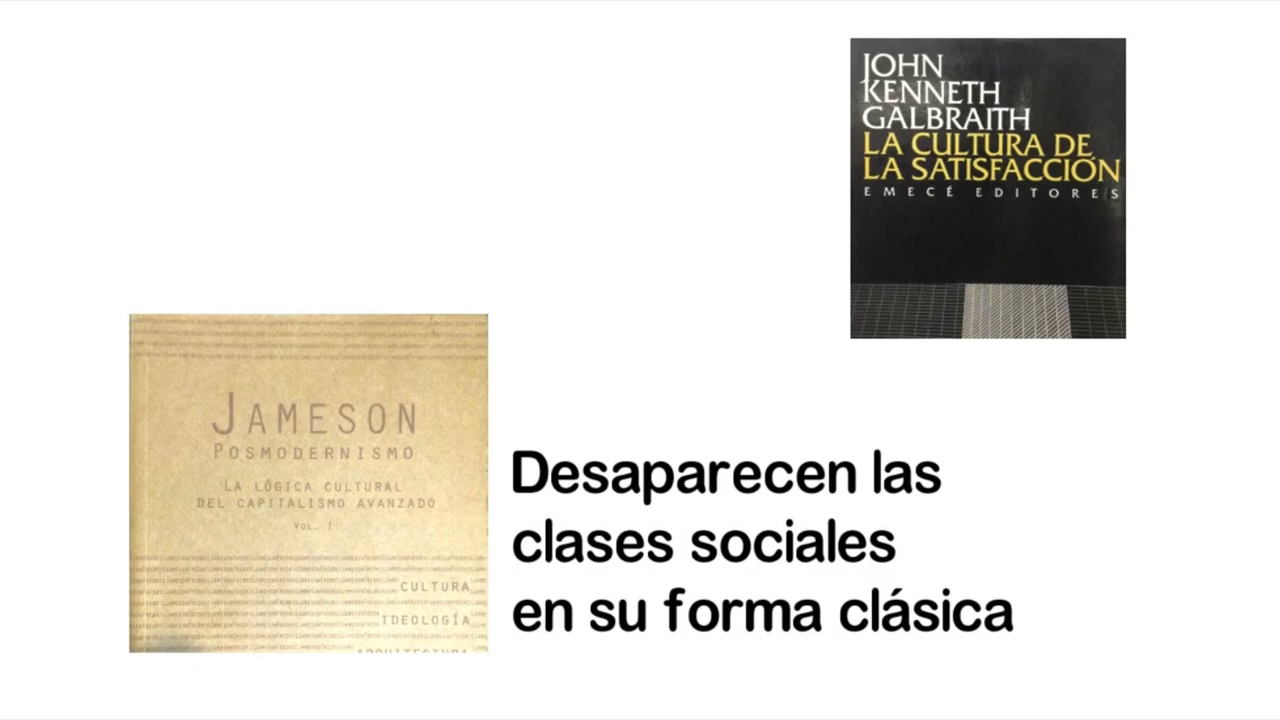 JOHN
KENNETH
GALBRAITH
LA CULTURA DE
LA SATISFACCIÓN
EMECÉ EDITORES
JAMESON
POSMODERNISMO
LA LÓGICA CULTURAL
DEL CAPITALISMO AVANZADO
VOL. I
CULTURA
IDEOLOGÍA
Desaparecen las
clases sociales
en su forma clásica